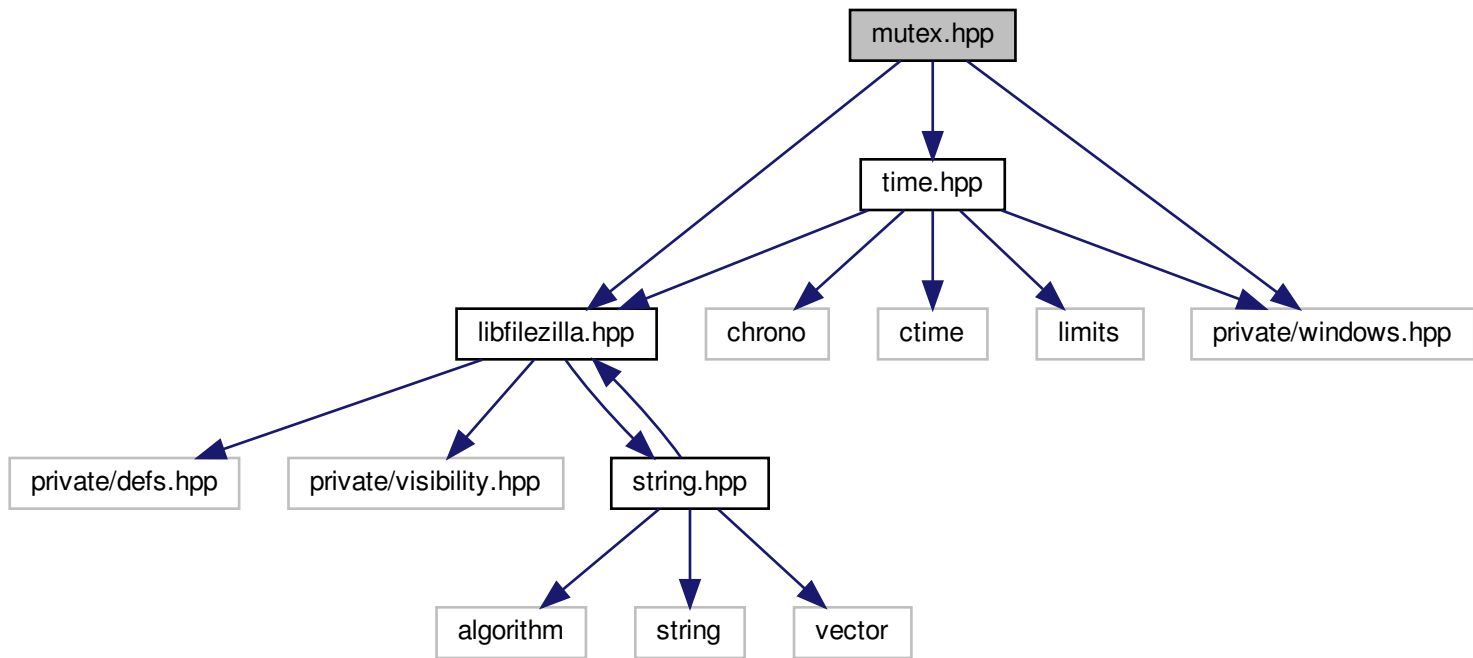 mutex.hpp
time.hpp
libfilezilla.hpp
chrono
ctime
limits
private/windows.hpp
private/defs.hpp
private/visibility.hpp
string.hpp
algorithm
string
vector